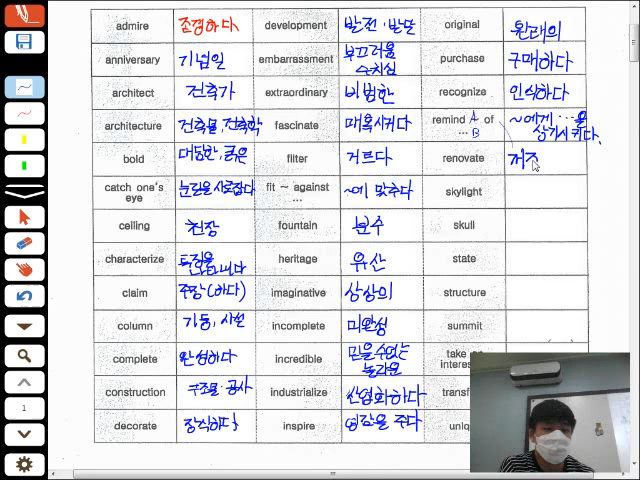 admire 존경하다 development 발전·발달 original 원래의
anniversary 기념일 embarrassment 부끄러움 수치심 purchase 구매하다
architect 건축가 extraordinary 비범한 recognize 인식하다
architecture 건축물, 건축학 fascinate 매혹시키다 remind A of B ... ~에게 …을 상기시키다.
bold 대담한, 굵은 filter 거르다 renovate
catch one's eye 눈길을 사로잡다 fit ~ against ... ~에 맞추다 skylight
ceiling 천장 fountain 분수 skull
characterize 특징을 heritage 유산 state
claim 주장(하다) imaginative 상상의 structure
column 기둥, 사설 incomplete 미완성 summit
complete 완성하다 incredible 믿을 수 없는 놀라운 take
construction 구조물·공사 industrialize 산업화하다
decorate 장식하다 inspire 영감을 주다
1